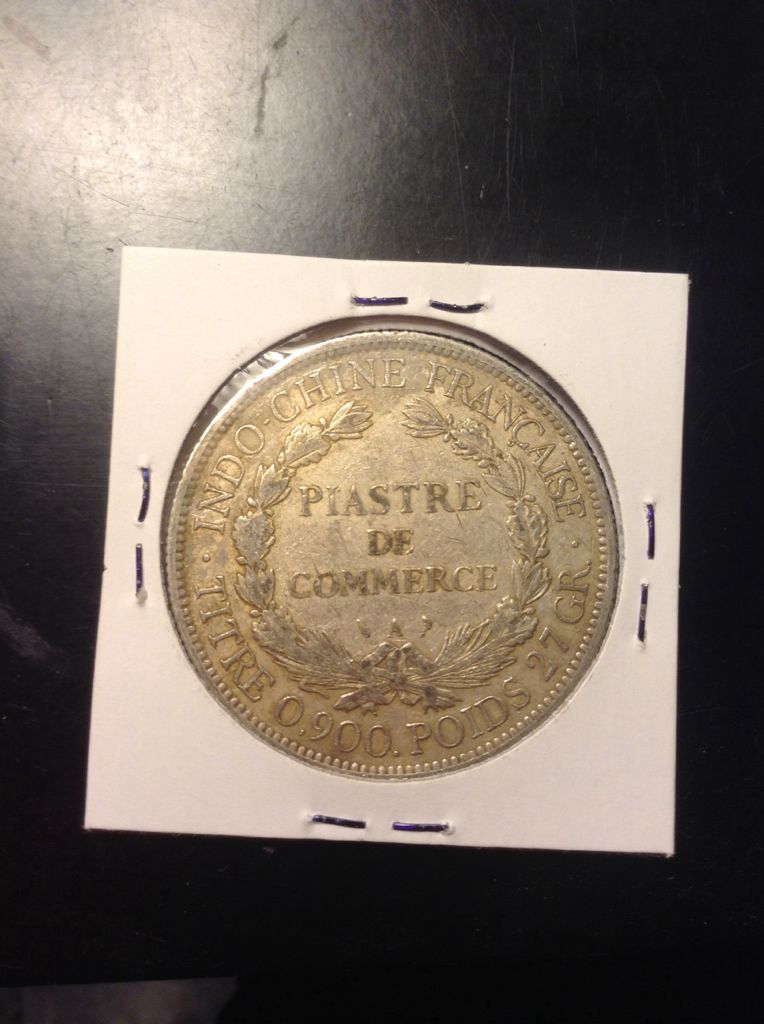 INDO-CHINE FRANÇAISE
PIASTRE
DE
COMMERCE
A
· TITRE 0.900. POIDS 27 GR. ·